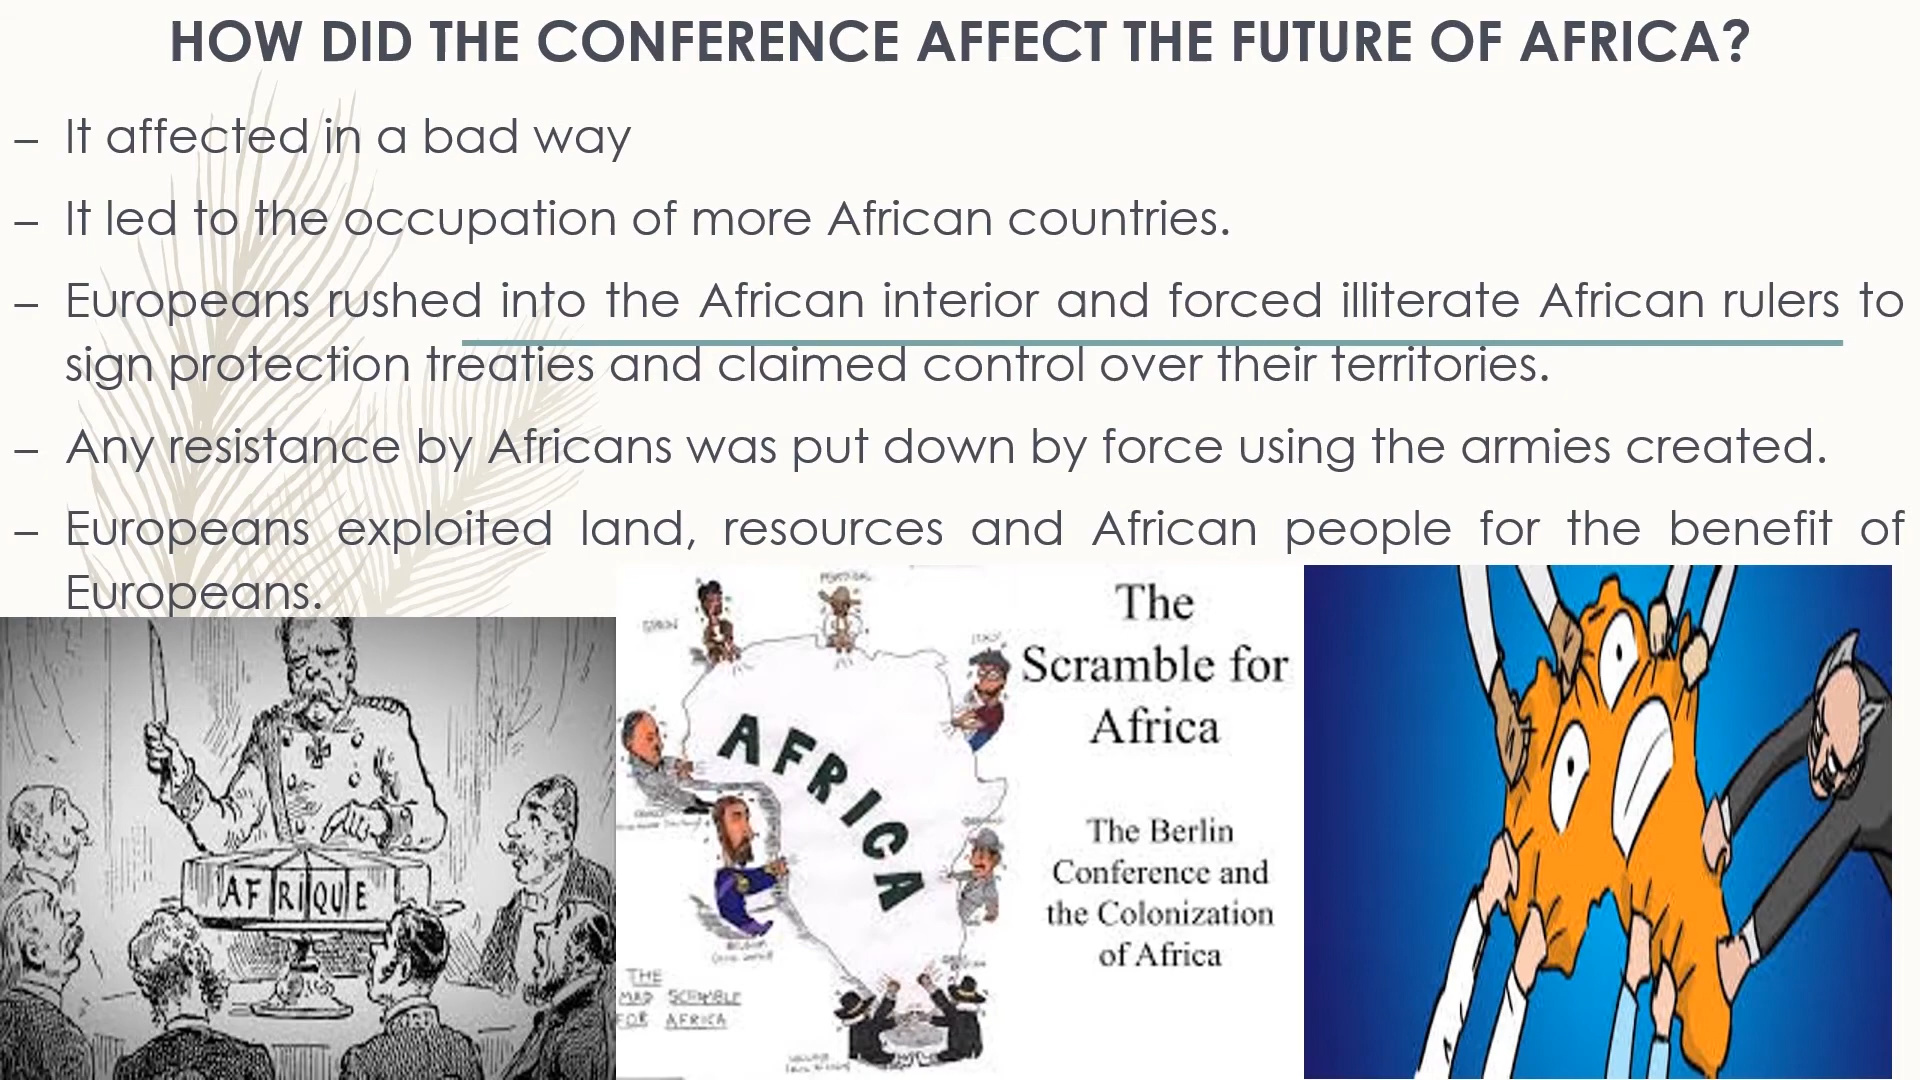 HOW DID THE CONFERENCE AFFECT THE FUTURE OF AFRICA?
– It affected in a bad way
– It led to the occupation of more African countries.
– Europeans rushed into the African interior and forced illiterate African rulers to
sign protection treaties and claimed control over their territories.
– Any resistance by Africans was put down by force using the armies created.
– Europeans exploited land, resources and African people for the benefit of
Europeans.
AFRIQUE
SPAIN
PORTUGAL
ITALY
AFRICA
BELGIUM
THE
MAD SCRAMBLE
FOR AFRICA
The
Scramble for
Africa
The Berlin
Conference and
the Colonization
of Africa